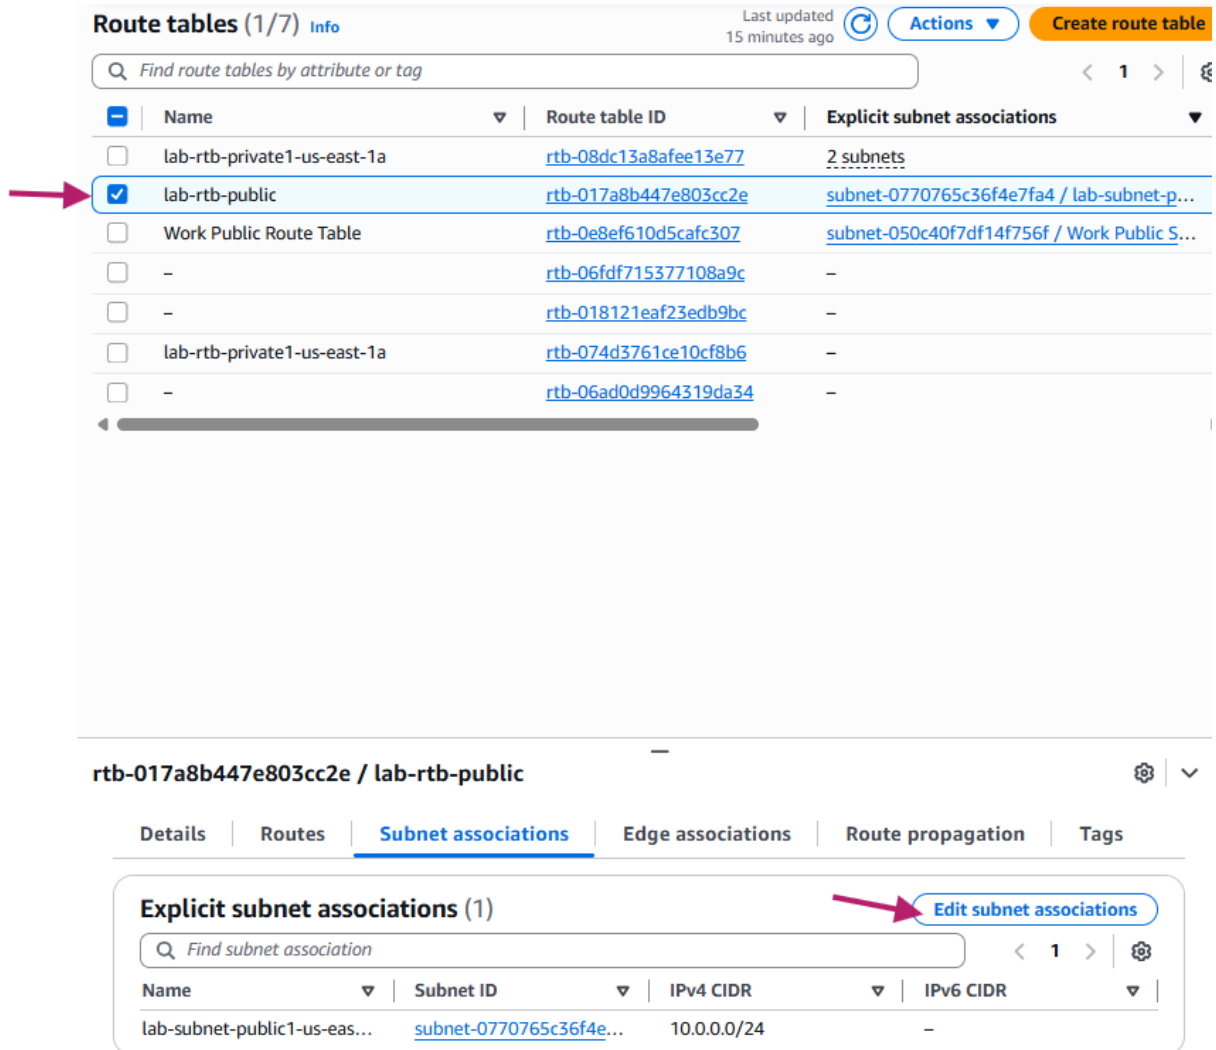 Route tables (1/7) Info
Last updated
15 minutes ago
Actions
Create route table
Find route tables by attribute or tag
1
Name Route table ID Explicit subnet associations
lab-rtb-private1-us-east-1a rtb-08dc13a8afee13e77 2 subnets
lab-rtb-public rtb-017a8b447e803cc2e subnet-0770765c36f4e7fa4 / lab-subnet-p...
Work Public Route Table rtb-0e8ef610d5cafc307 subnet-050c40f7df14f756f / Work Public S...
– rtb-06fdf715377108a9c –
– rtb-018121eaf23edb9bc –
lab-rtb-private1-us-east-1a rtb-074d3761ce10cf8b6 –
– rtb-06ad0d9964319da34 –
rtb-017a8b447e803cc2e / lab-rtb-public
Details Routes Subnet associations Edge associations Route propagation Tags
Explicit subnet associations (1)
Edit subnet associations
Find subnet association
1
Name Subnet ID IPv4 CIDR IPv6 CIDR
lab-subnet-public1-us-eas... subnet-0770765c36f4e... 10.0.0.0/24 –